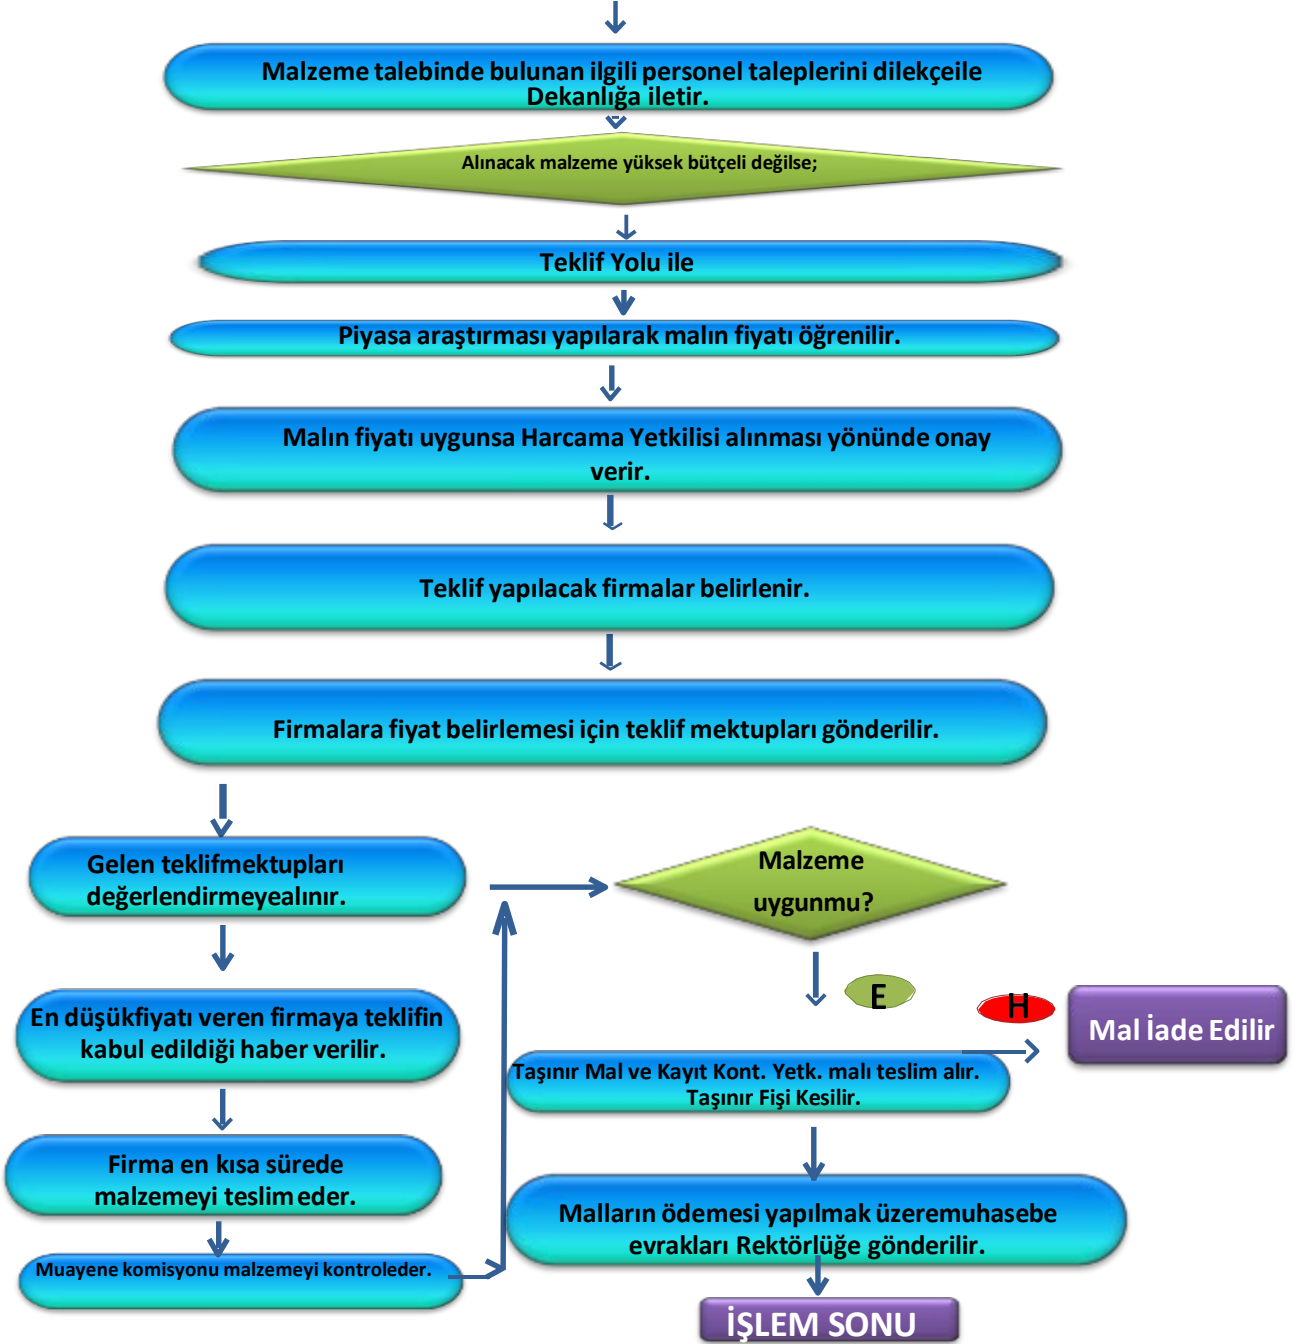 Malzeme talebinde bulunan ilgili personel taleplerini dilekçeile
Dekanlığa iletir.
Alınacak malzeme yüksek bütçeli değilse;
Teklif Yolu ile
Piyasa araştırması yapılarak malın fiyatı öğrenilir.
Malın fiyatı uygunsa Harcama Yetkilisi alınması yönünde onay
verir.
Teklif yapılacak firmalar belirlenir.
Firmalara fiyat belirlemesi için teklif mektupları gönderilir.
Gelen teklifmektupları
değerlendirmeyealınır.
En düşükfiyatı veren firmaya teklifin
kabul edildiği haber verilir.
Firma en kısa sürede
malzemeyi teslim eder.
Muayene komisyonu malzemeyi kontroleder.
Malzeme
uygunmu?
E
H
Mal İade Edilir
Taşınır Mal ve Kayıt Kont. Yetk. malı teslim alır.
Taşınır Fişi Kesilir.
Malların ödemesi yapılmak üzeremuhasebe
evrakları Rektörlüğe gönderilir.
İŞLEM SONU